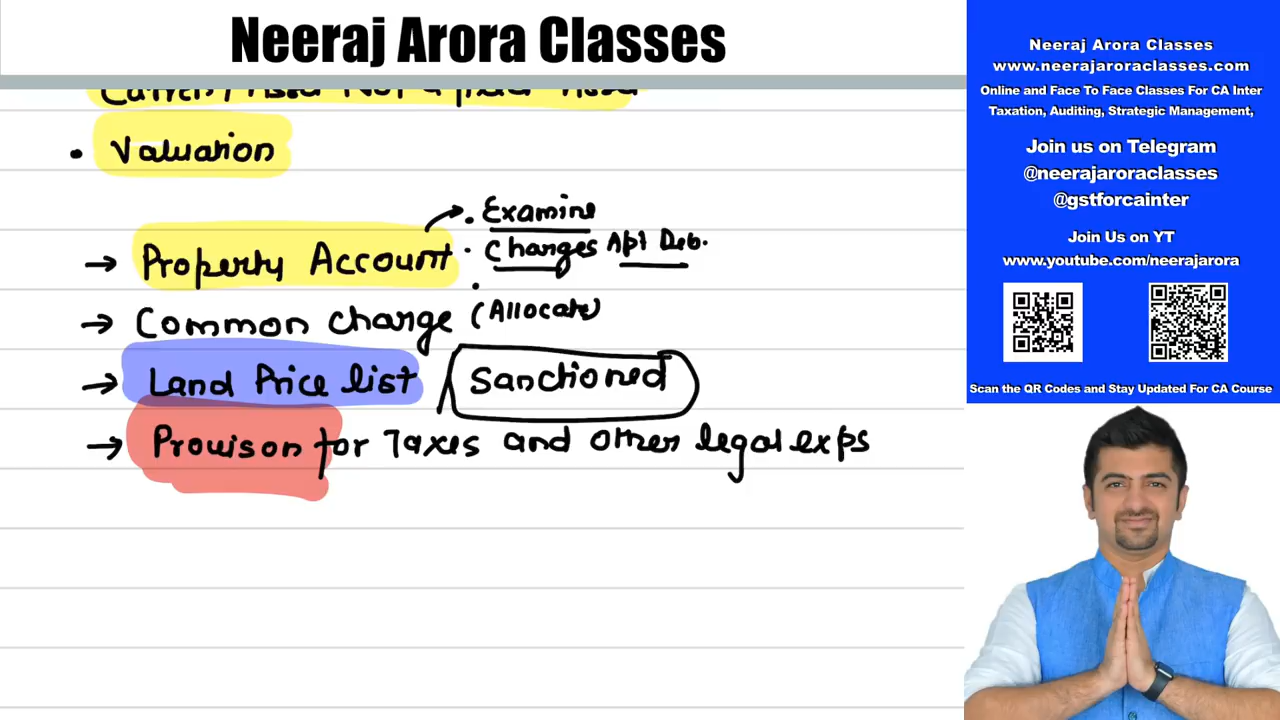 Neeraj Arora Classes
• Valuation
→ Property Account
• Examine
• Charges Apt Deb.
•
→ Common charge (Allocate)
→ Land Price list
Sanctioned
→ Provison for Taxes and other legal exps
Neeraj Arora Classes
www.neerajaroraclasses.com
Online and Face To Face Classes For CA Inter
Taxation, Auditing, Strategic Management,
Join us on Telegram
@neerajaroraclasses
@gstforcainter
Join Us on YT
www.youtube.com/neerajarora
Scan the QR Codes and Stay Updated For CA Course